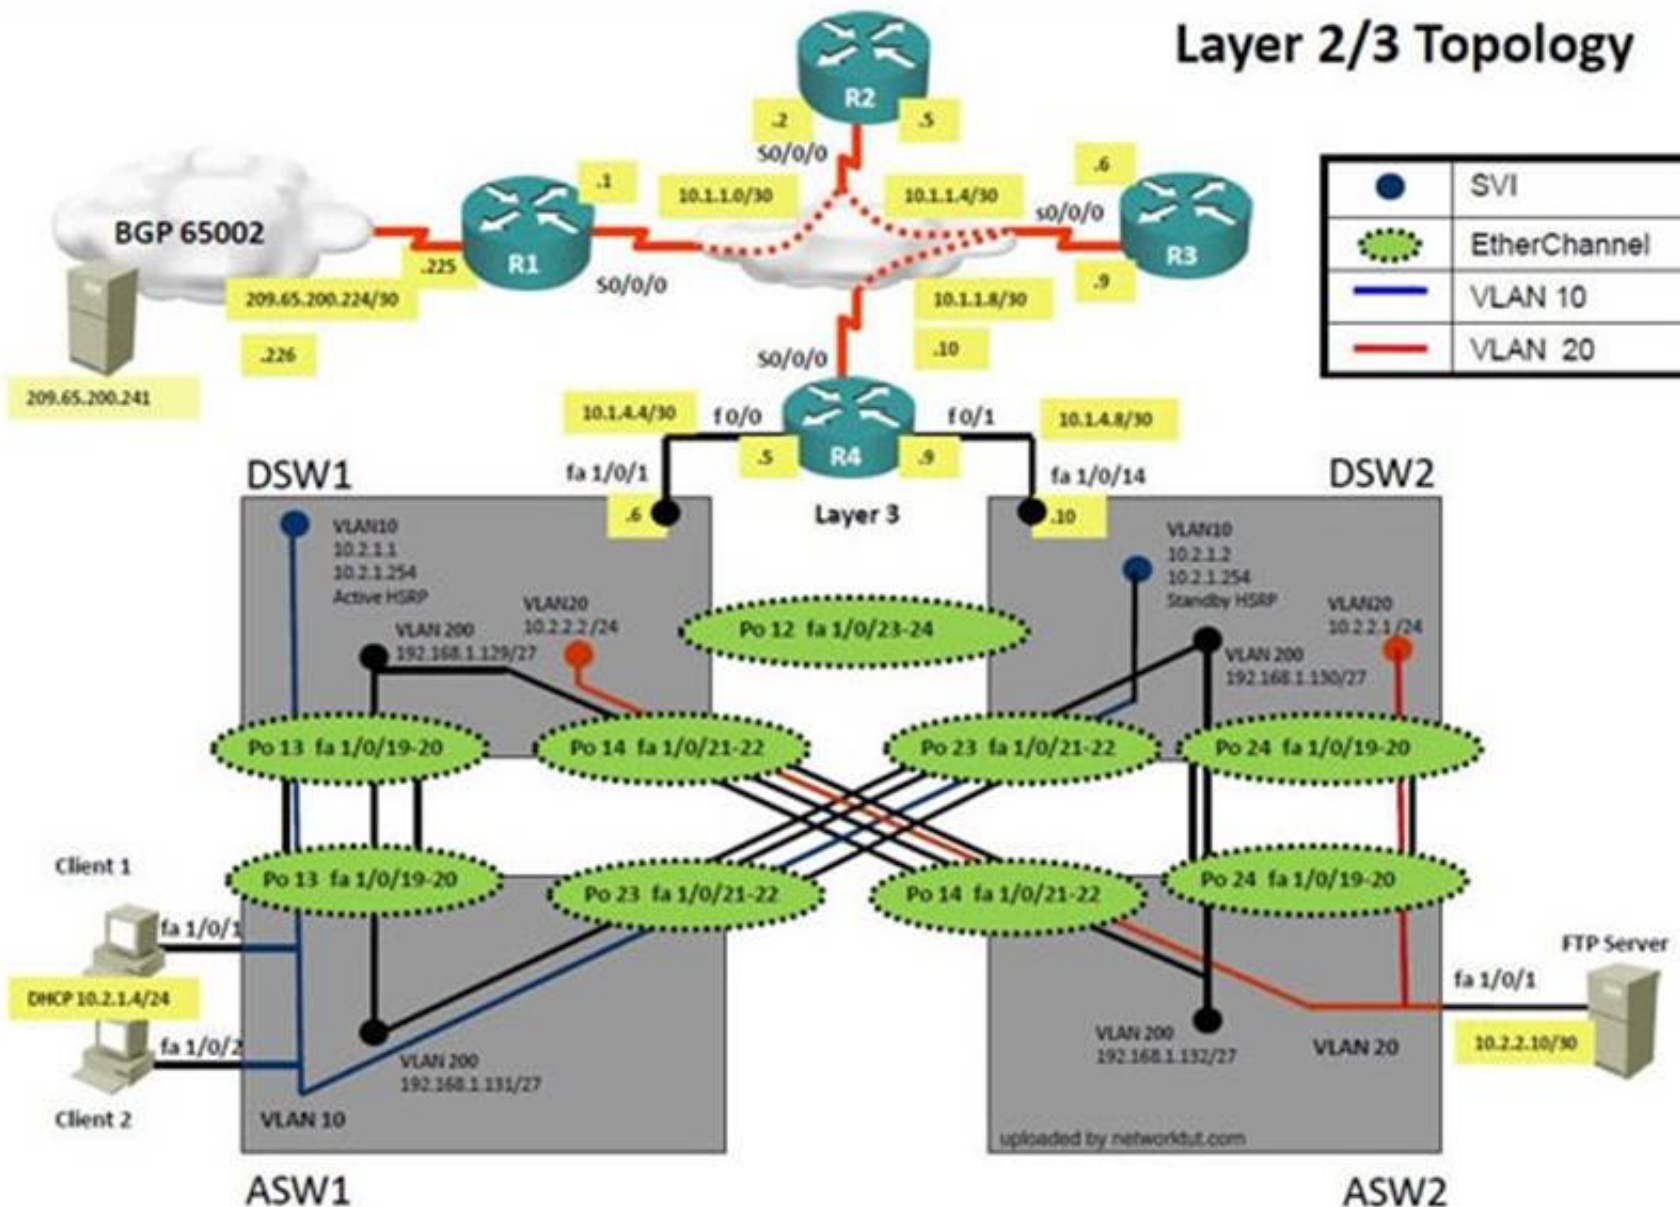 Layer 2/3 Topology
R2
.2
.5
S0/0/0
.1
10.1.1.0/30
10.1.1.4/30
.6
s0/0/0
R3
.9
SVI
EtherChannel
VLAN 10
VLAN 20
BGP 65002
R1
.225
S0/0/0
209.65.200.224/30
.226
209.65.200.241
10.1.1.8/30
.10
S0/0/0
10.1.4.4/30
f 0/0
R4
f 0/1
10.1.4.8/30
.5
.9
fa 1/0/1
fa 1/0/14
.6
.10
Layer 3
DSW1
DSW2
VLAN10
10.2.1.1
10.2.1.254
Active HSRP
VLAN 200
192.168.1.129/27
VLAN20
10.2.2.2 /24
Po 12 fa 1/0/23-24
VLAN10
10.2.1.2
10.2.1.254
Standby HSRP
VLAN20
10.2.2.1 /24
VLAN 200
192.168.1.130/27
Po 13 fa 1/0/19-20
Po 14 fa 1/0/21-22
Po 23 fa 1/0/21-22
Po 24 fa 1/0/19-20
Po 13 fa 1/0/19-20
Po 23 fa 1/0/21-22
Po 14 fa 1/0/21-22
Po 24 fa 1/0/19-20
Client 1
fa 1/0/1
DHCP 10.2.1.4/24
fa 1/0/2
Client 2
VLAN 200
192.168.1.131/27
VLAN 10
VLAN 200
192.168.1.132/27
VLAN 20
FTP Server
fa 1/0/1
10.2.2.10/30
uploaded by networktut.com
ASW1
ASW2